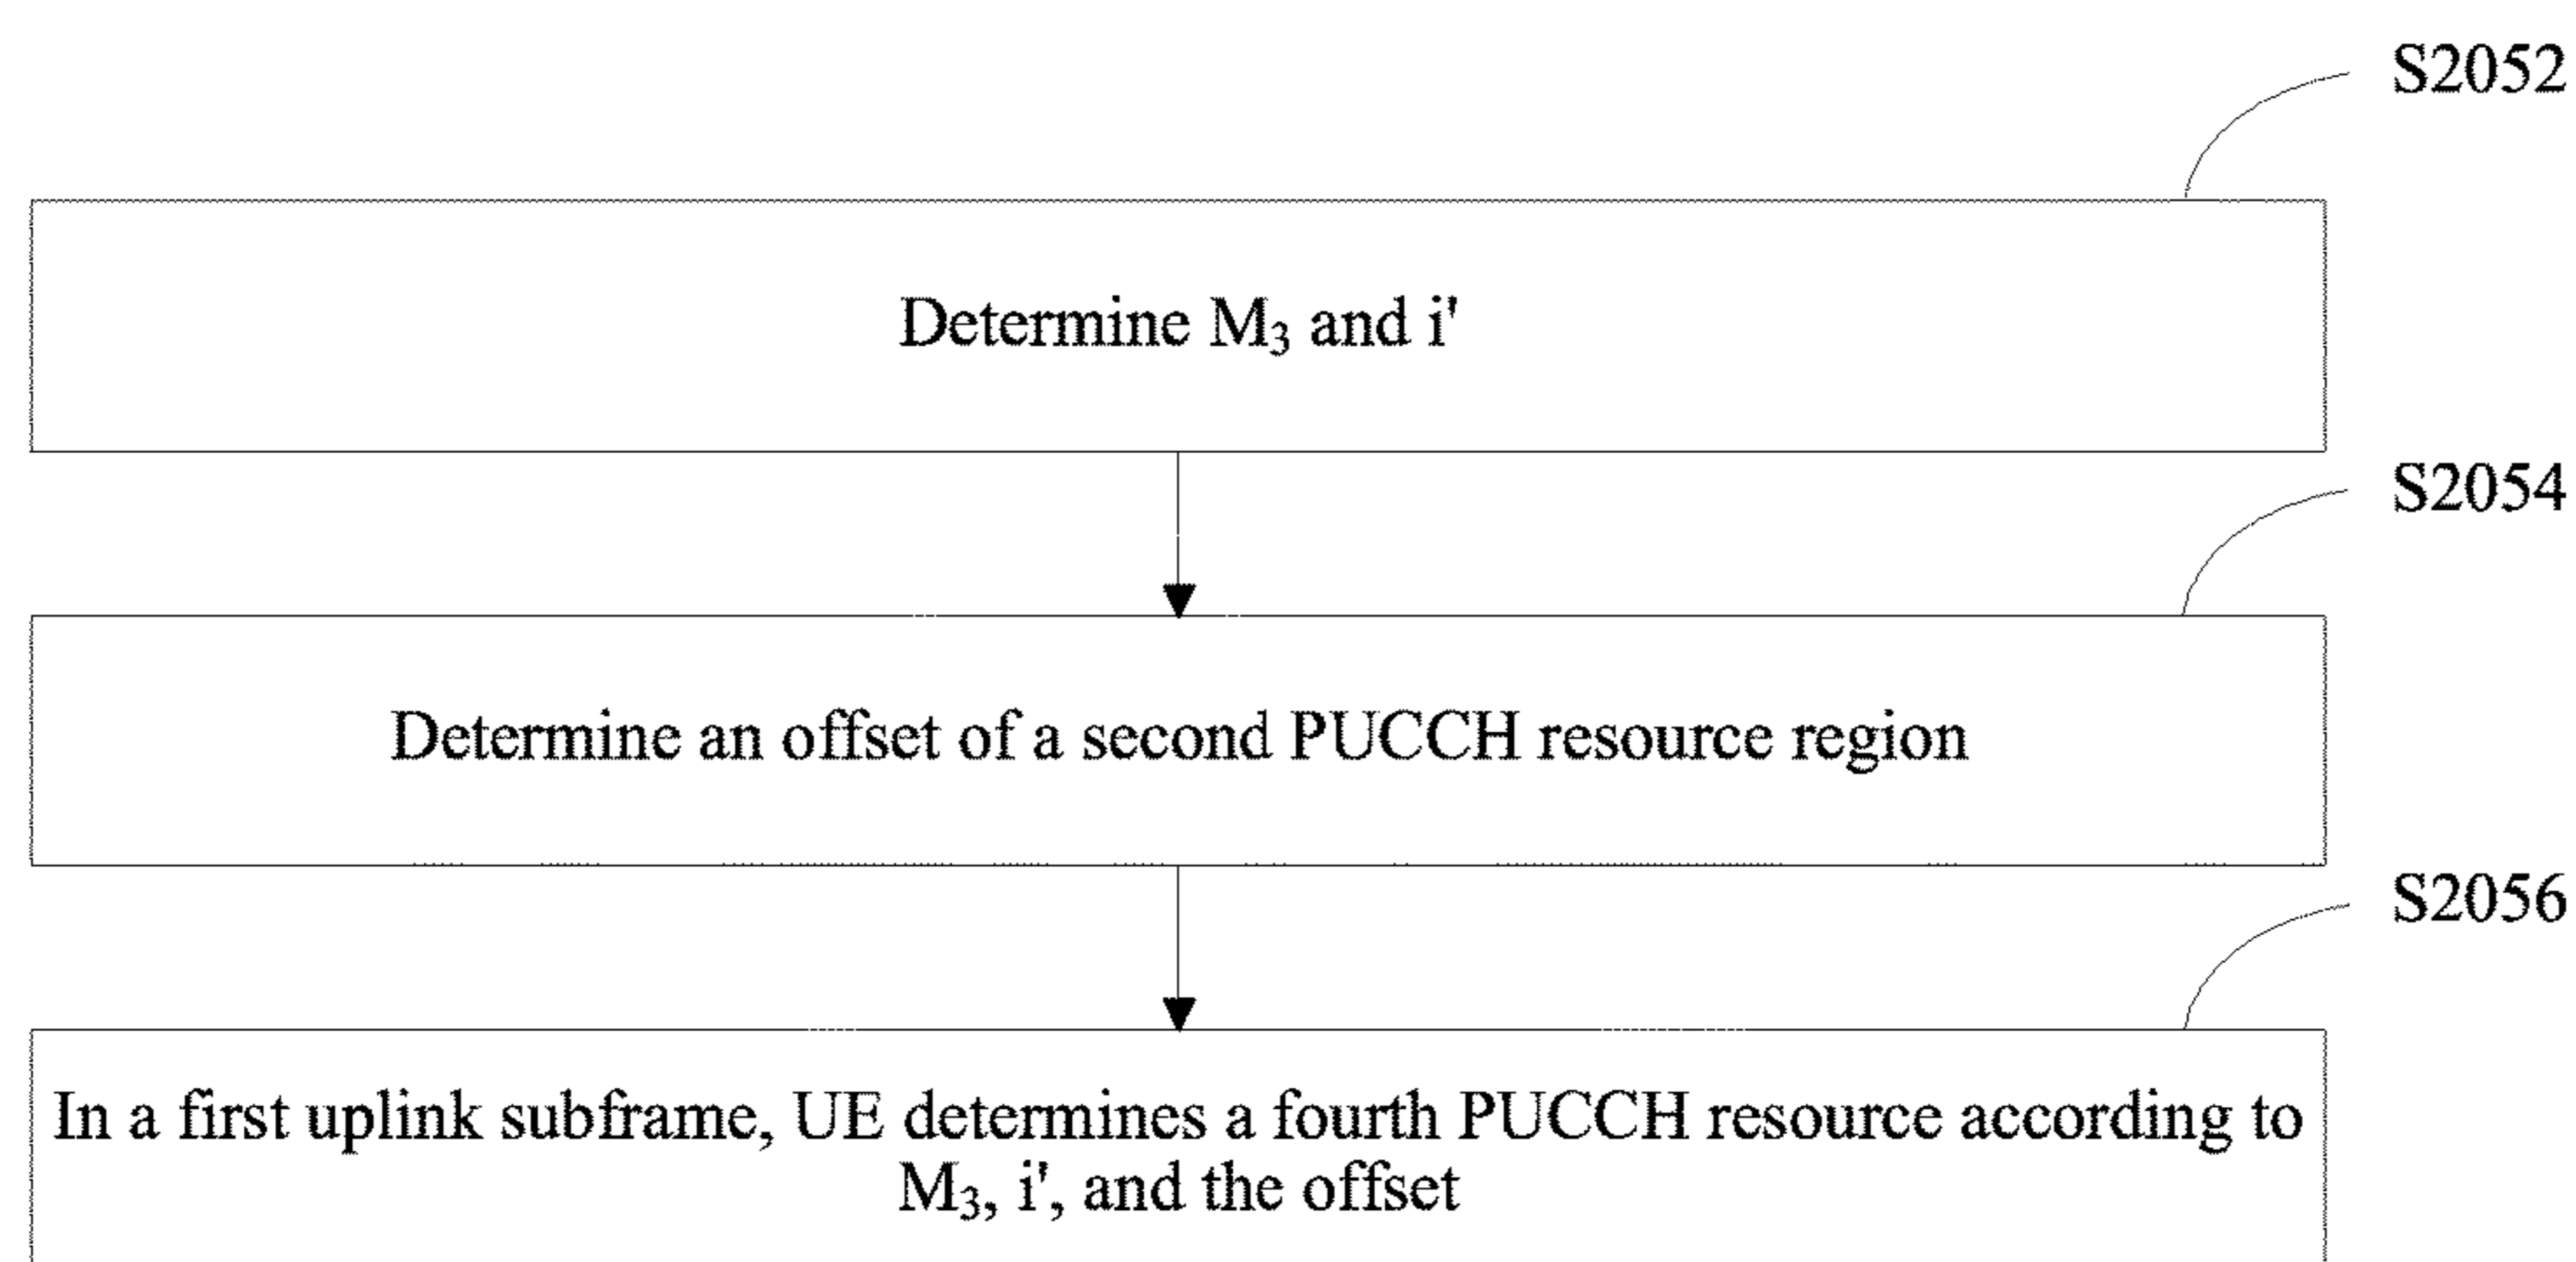 S2052
Determine M₃ and i'
S2054
Determine an offset of a second PUCCH resource region
S2056
In a first uplink subframe, UE determines a fourth PUCCH resource according to
M₃, i', and the offset